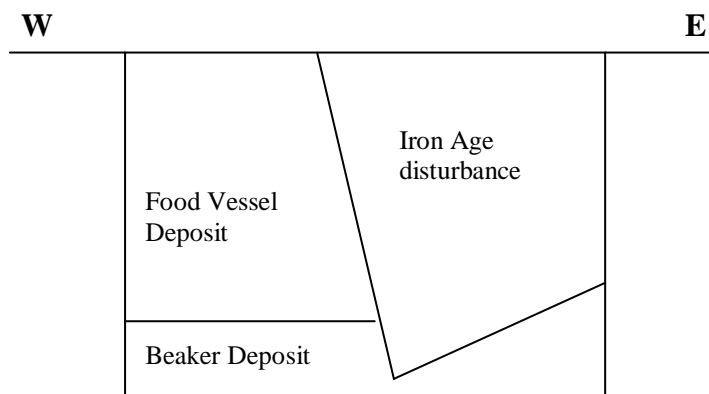 W E
Iron Age
disturbance
Food Vessel
Deposit
Beaker Deposit